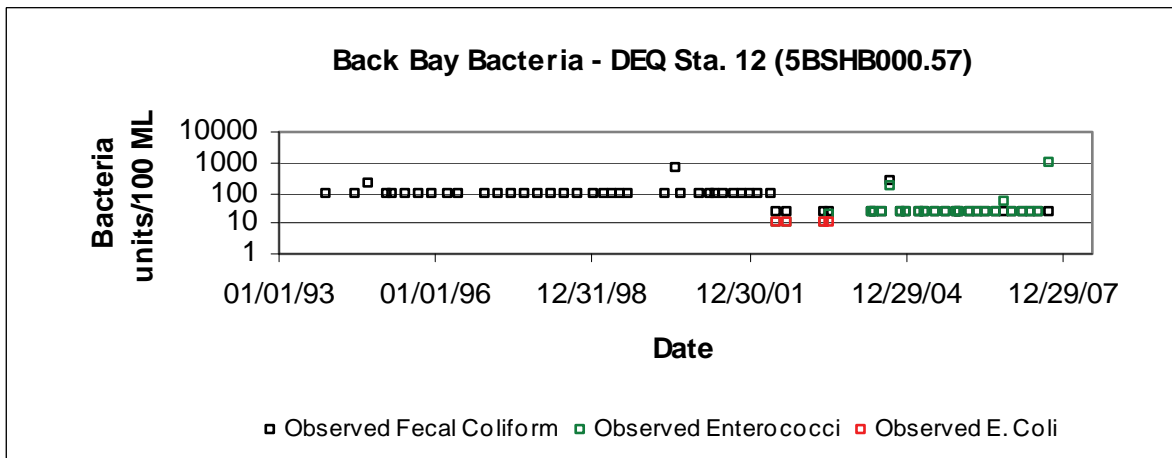 Back Bay Bacteria - DEQ Sta. 12 (5BSHB000.57)
Bacteria
units/100 ML
10000
1000
100
10
1
01/01/93 01/01/96 12/31/98 12/30/01 12/29/04 12/29/07
Date
Observed Fecal Coliform Observed Enterococci Observed E. Coli